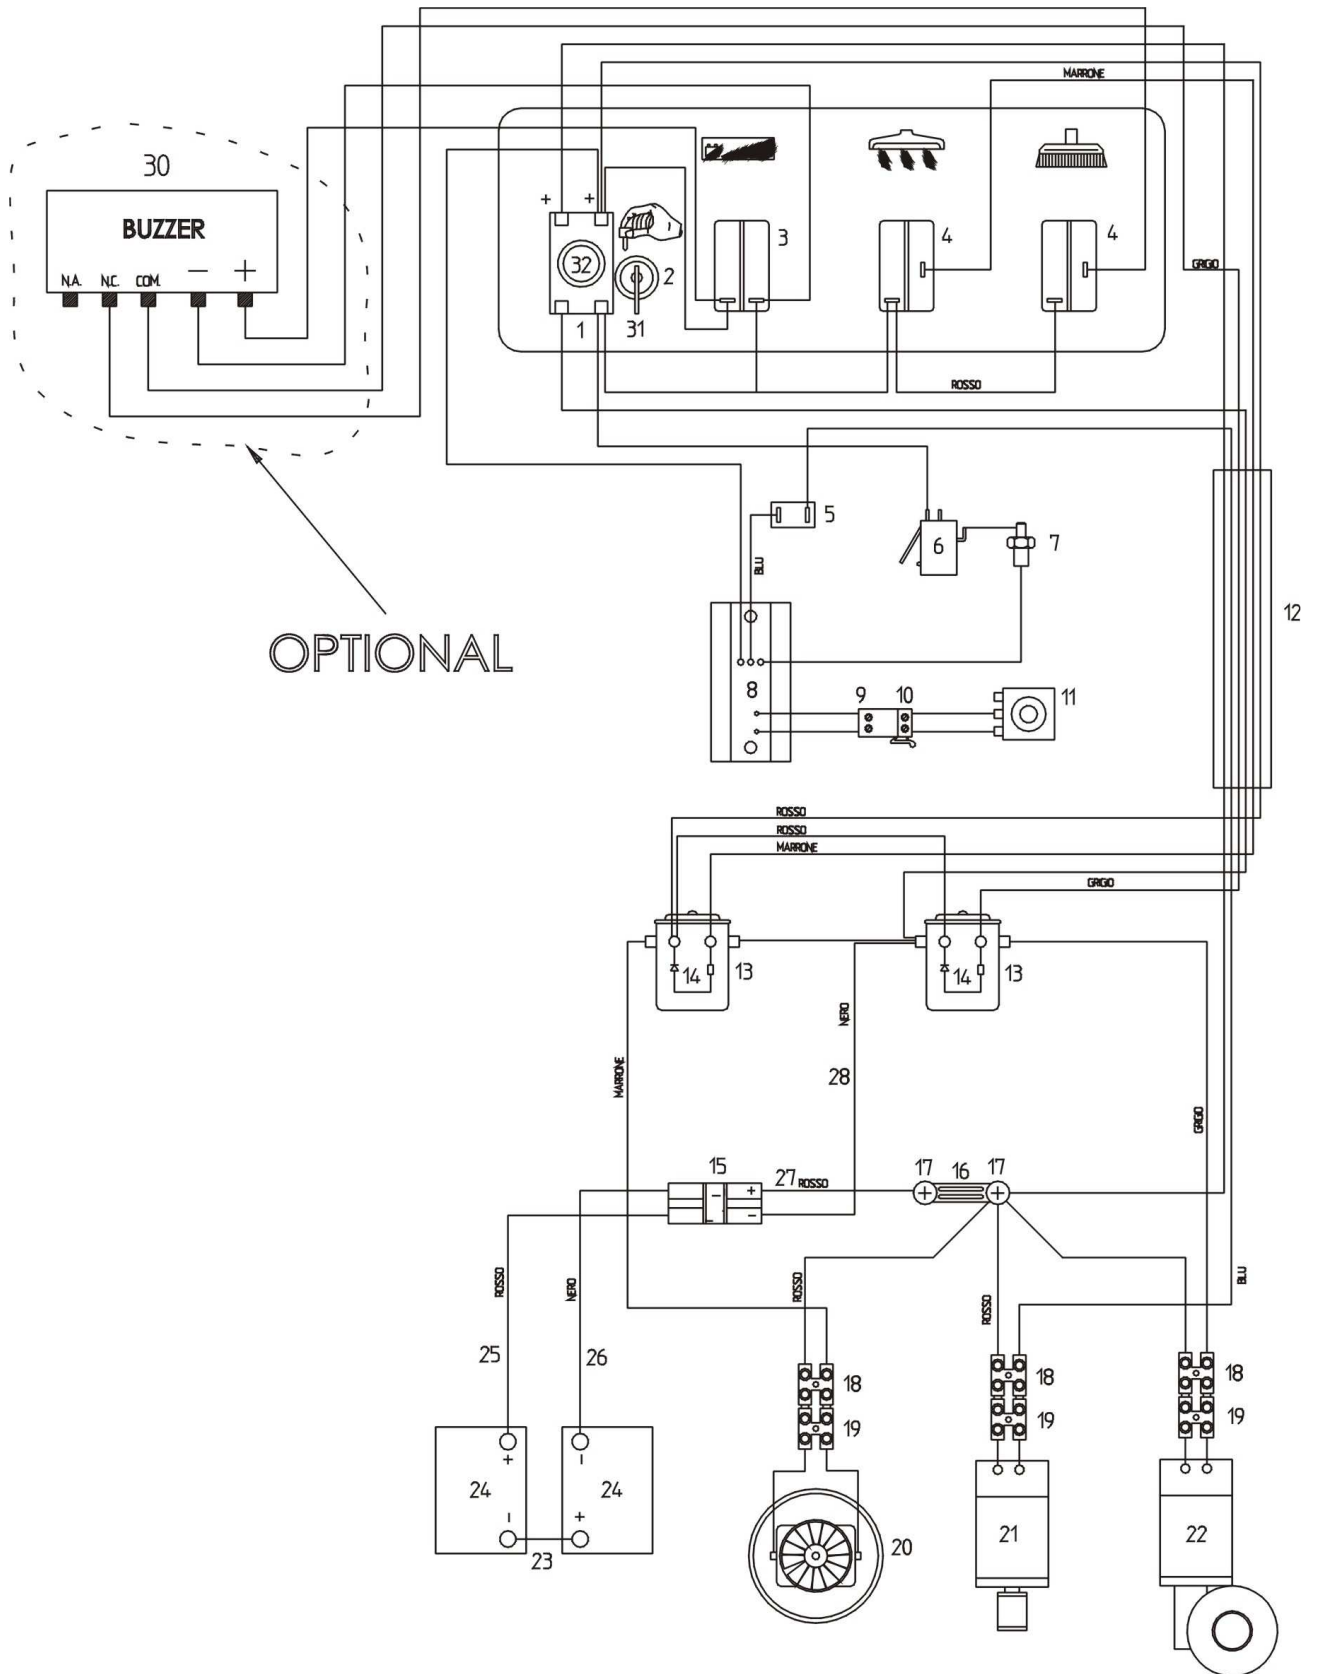 MARRONE
30
BUZZER
N.A. N.C. COM. — +
+ +
32
2
3
4
4
GRIGIO
1
31
ROSSO
OPTIONAL
5
6
7
BLU
12
8
9
10
11
ROSSO
ROSSO
MARRONE
GRIGIO
14
13
14
13
MARRONE
NERO
28
GRIGIO
15
27 ROSSO
17
16
17
+
−
−
+ +
ROSSO
NERO
ROSSO
ROSSO
BLU
25
26
18
18
18
19
19
19
+
−
24
24
−
+
23
20
21
22